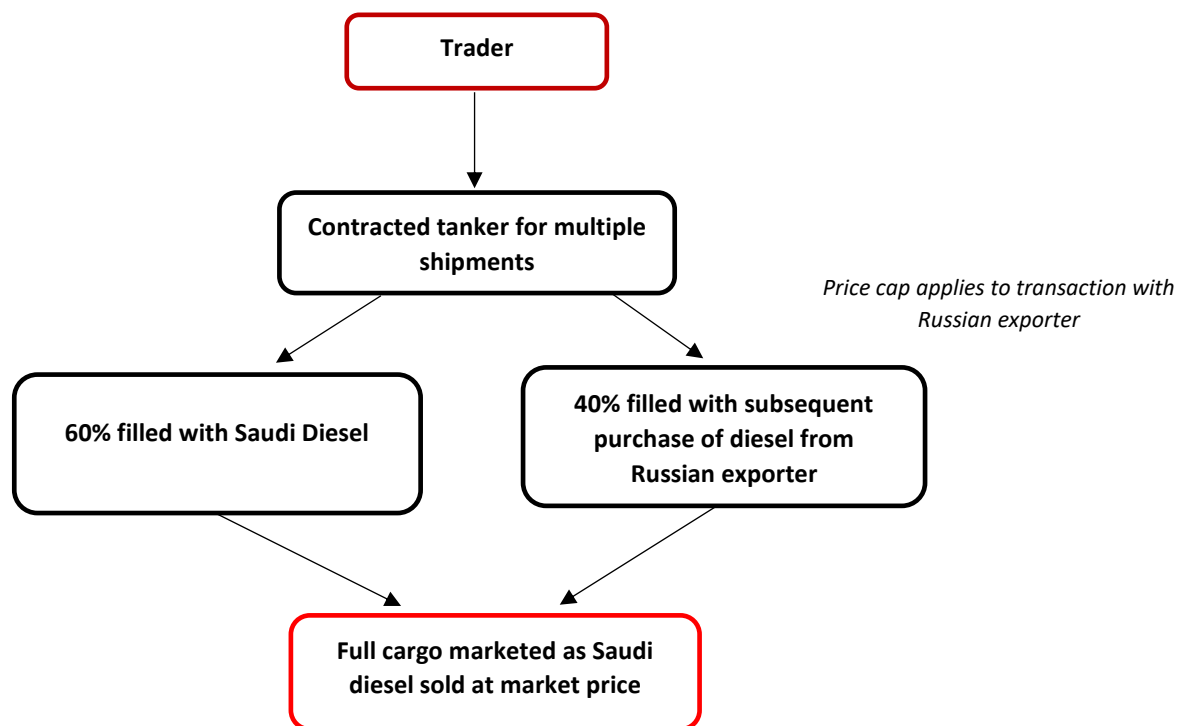 Trader
Contracted tanker for multiple
shipments
Price cap applies to transaction with
Russian exporter
60% filled with Saudi Diesel
40% filled with subsequent
purchase of diesel from
Russian exporter
Full cargo marketed as Saudi
diesel sold at market price